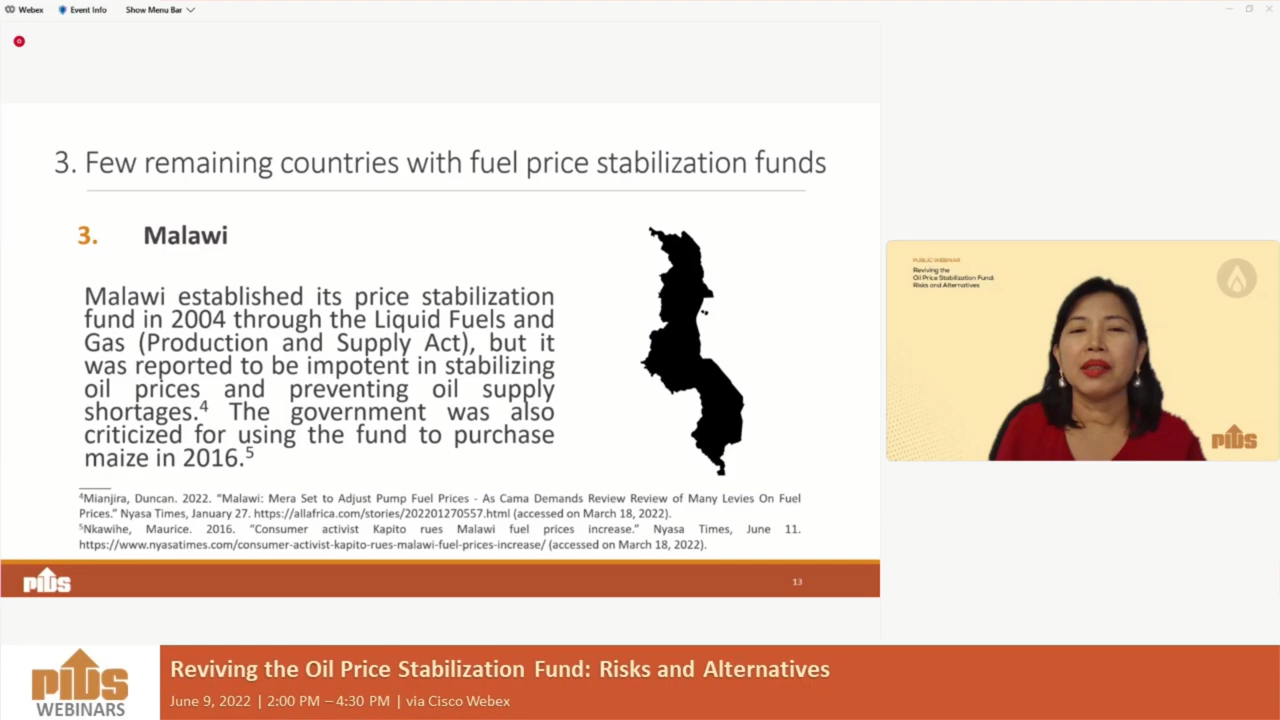 Webex
Event Info
Show Menu Bar
3. Few remaining countries with fuel price stabilization funds
3. Malawi
Malawi established its price stabilization
fund in 2004 through the Liquid Fuels and
Gas (Production and Supply Act), but it
was reported to be impotent in stabilizing
oil prices and preventing oil supply
shortages.⁴ The government was also
criticized for using the fund to purchase
maize in 2016.⁵
⁴Mianjira, Duncan. 2022. “Malawi: Mera Set to Adjust Pump Fuel Prices - As Cama Demands Review Review of Many Levies On Fuel
Prices.” Nyasa Times, January 27. https://allafrica.com/stories/202201270557.html (accessed on March 18, 2022).
⁵Nkawihe, Maurice. 2016. “Consumer activist Kapito rues Malawi fuel prices increase.” Nyasa Times, June 11.
https://www.nyasatimes.com/consumer-activist-kapito-rues-malawi-fuel-prices-increase/ (accessed on March 18, 2022).
PIDS
13
PUBLIC WEBINAR
Reviving the
Oil Price Stabilization Fund:
Risks and Alternatives
PIDS
PIDS
WEBINARS
Reviving the Oil Price Stabilization Fund: Risks and Alternatives
June 9, 2022 | 2:00 PM – 4:30 PM | via Cisco Webex